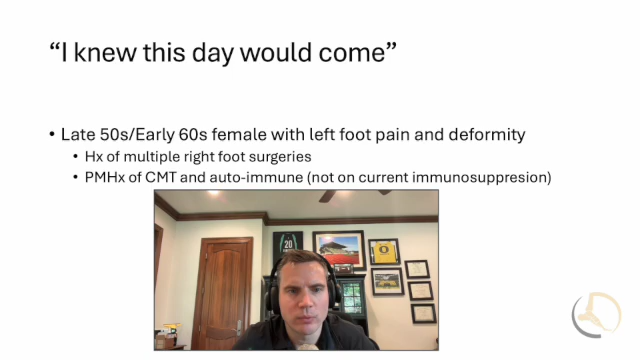 “I knew this day would come”
• Late 50s/Early 60s female with left foot pain and deformity
• Hx of multiple right foot surgeries
• PMHx of CMT and auto-immune (not on current immunosuppresion)
20